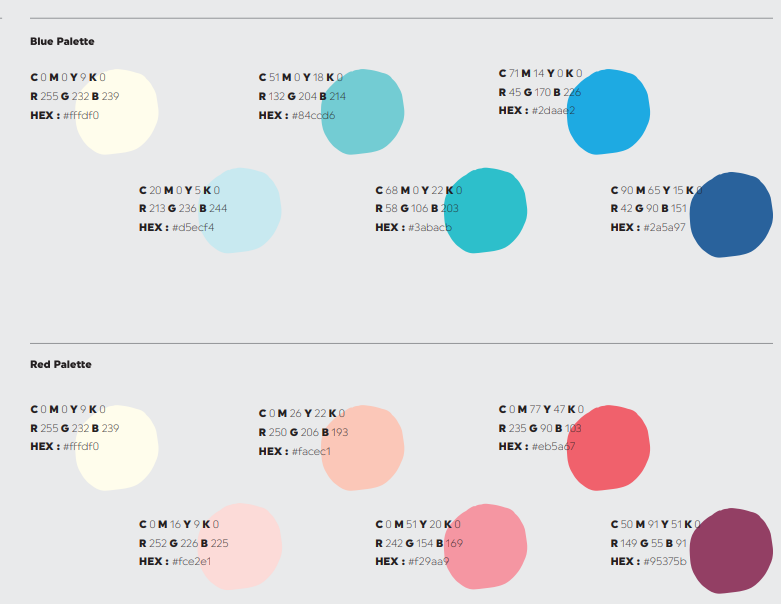 Blue Palette
C 0 M 0 Y 9 K 0
R 255 G 232 B 239
HEX : #fffdf0
C 51 M 0 Y 18 K 0
R 132 G 204 B 214
HEX : #84ccd6
C 71 M 14 Y 0 K 0
R 45 G 170 B 226
HEX : #2daae2
C 20 M 0 Y 5 K 0
R 213 G 236 B 244
HEX : #d5ecf4
C 68 M 0 Y 22 K 0
R 58 G 106 B 203
HEX : #3abacb
C 90 M 65 Y 15 K 0
R 42 G 90 B 151
HEX : #2a5a97
Red Palette
C 0 M 0 Y 9 K 0
R 255 G 232 B 239
HEX : #fffdf0
C 0 M 26 Y 22 K 0
R 250 G 206 B 193
HEX : #facec1
C 0 M 77 Y 47 K 0
R 235 G 90 B 103
HEX : #eb5a67
C 0 M 16 Y 9 K 0
R 252 G 226 B 225
HEX : #fce2e1
C 0 M 51 Y 20 K 0
R 242 G 154 B 169
HEX : #f29aa9
C 50 M 91 Y 51 K 0
R 149 G 55 B 91
HEX : #95375b